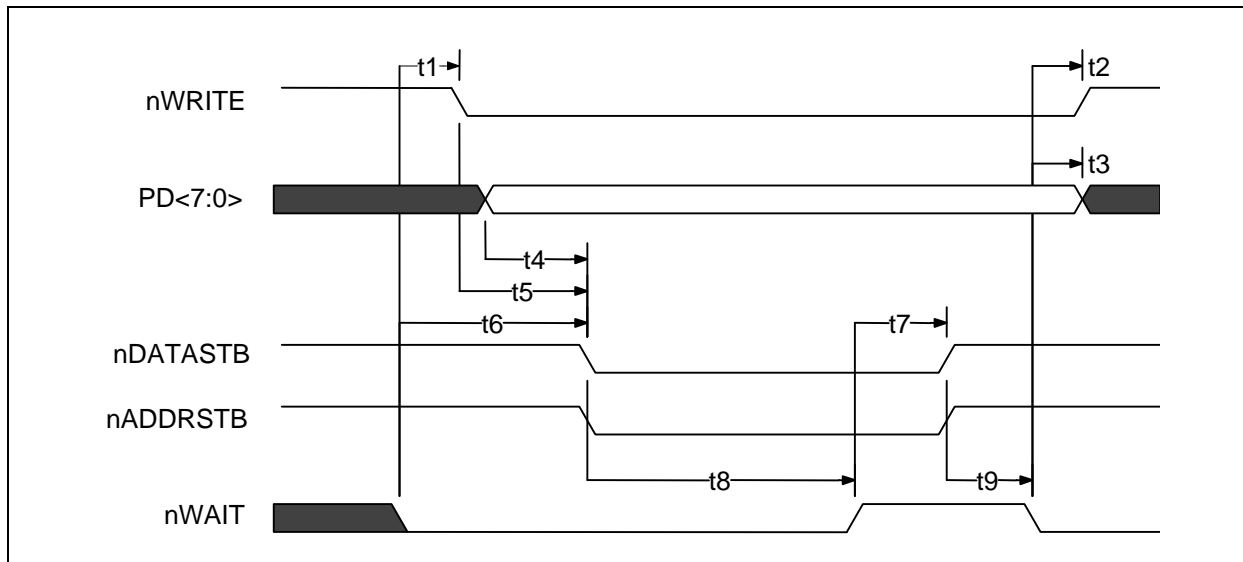 t1
t2
nWRITE
t3
PD<7:0>
t4
t5
t6
t7
nDATASTB
nADDRSTB
t8
t9
nWAIT